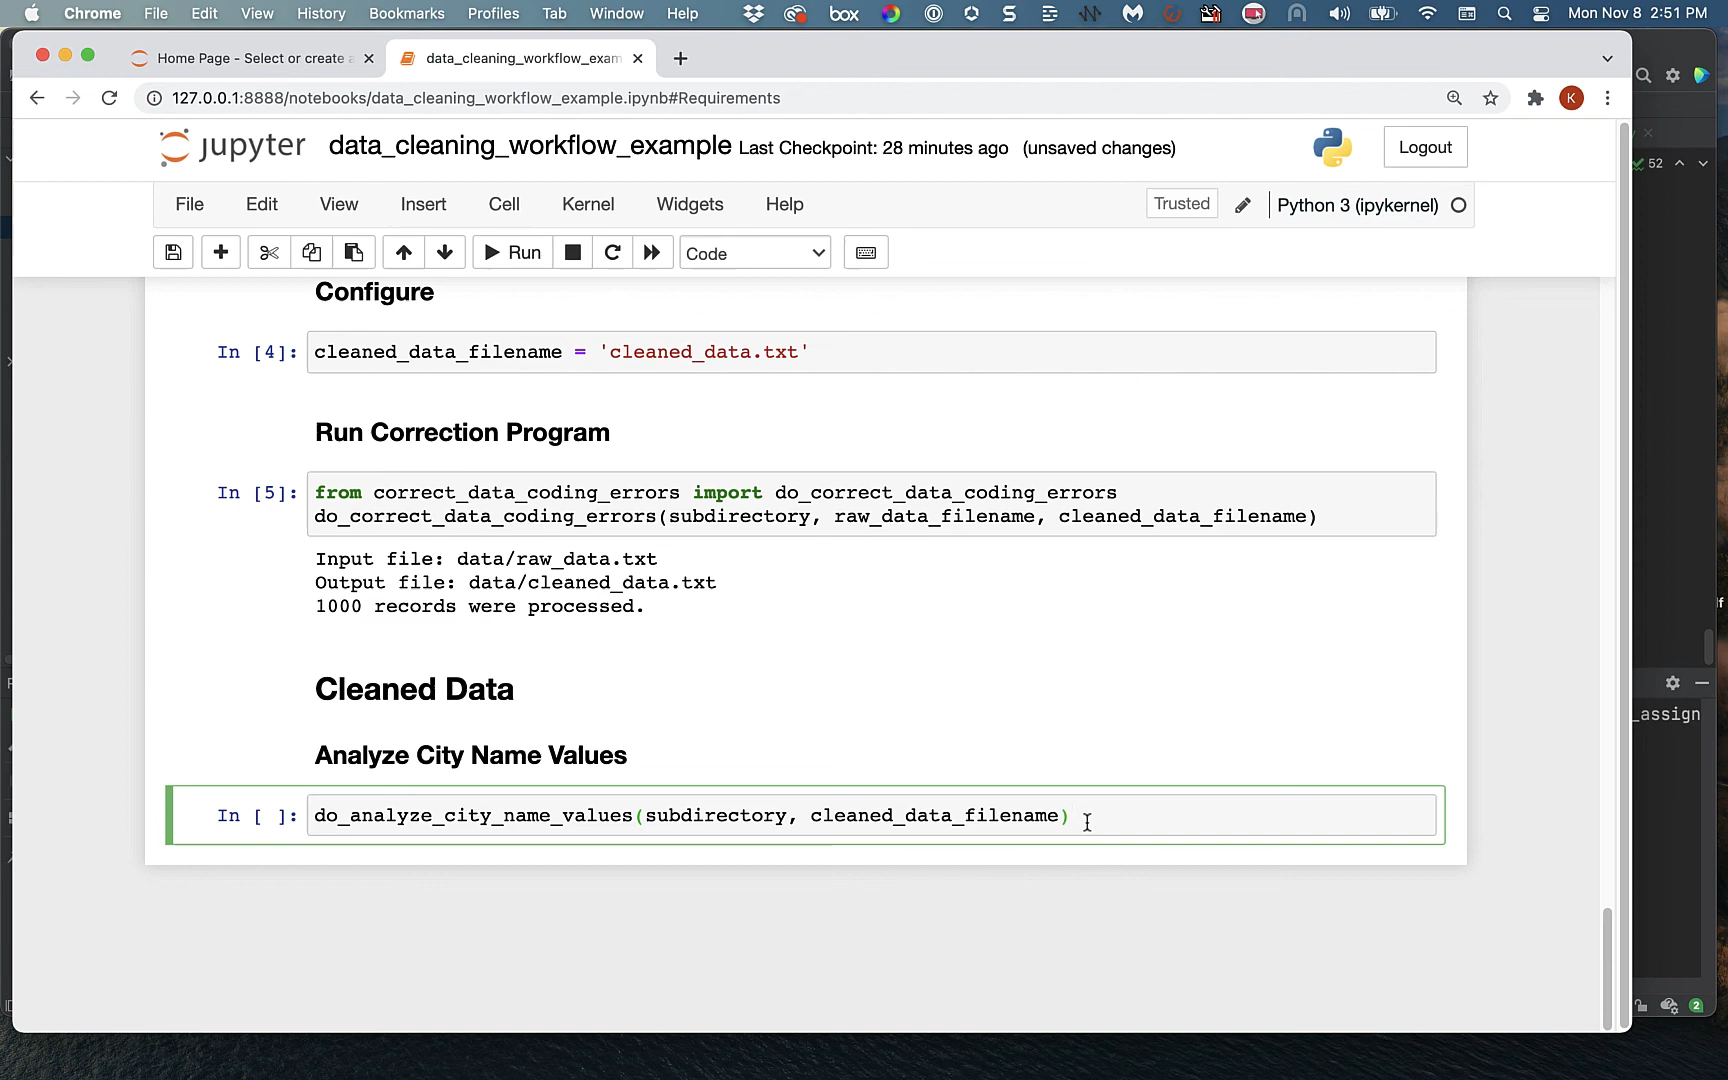 Chrome File Edit View History Bookmarks Profiles Tab Window Help box Mon Nov 8 2:51 PM
Home Page - Select or create a
data_cleaning_workflow_exam
127.0.0.1:8888/notebooks/data_cleaning_workflow_example.ipynb#Requirements
K
jupyter data_cleaning_workflow_example Last Checkpoint: 28 minutes ago (unsaved changes)
Logout
52
File Edit View Insert Cell Kernel Widgets Help Trusted Python 3 (ipykernel)
Run Code
Configure
In [4]: cleaned_data_filename = 'cleaned_data.txt'
Run Correction Program
In [5]: from correct_data_coding_errors import do_correct_data_coding_errors
do_correct_data_coding_errors(subdirectory, raw_data_filename, cleaned_data_filename)
Input file: data/raw_data.txt
Output file: data/cleaned_data.txt
1000 records were processed.
Cleaned Data
_assign
Analyze City Name Values
In [ ]: do_analyze_city_name_values(subdirectory, cleaned_data_filename)
2